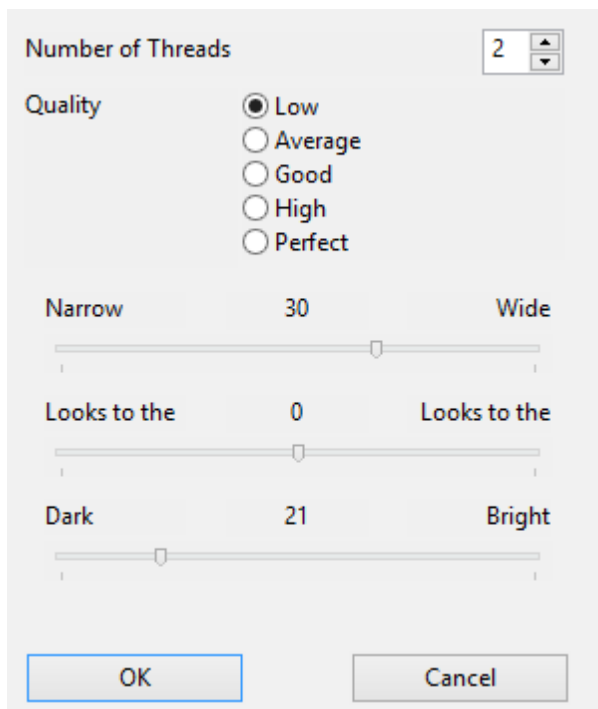 Number of Threads 2
Quality Low
Average
Good
High
Perfect
Narrow 30 Wide
Looks to the 0 Looks to the
Dark 21 Bright
OK Cancel